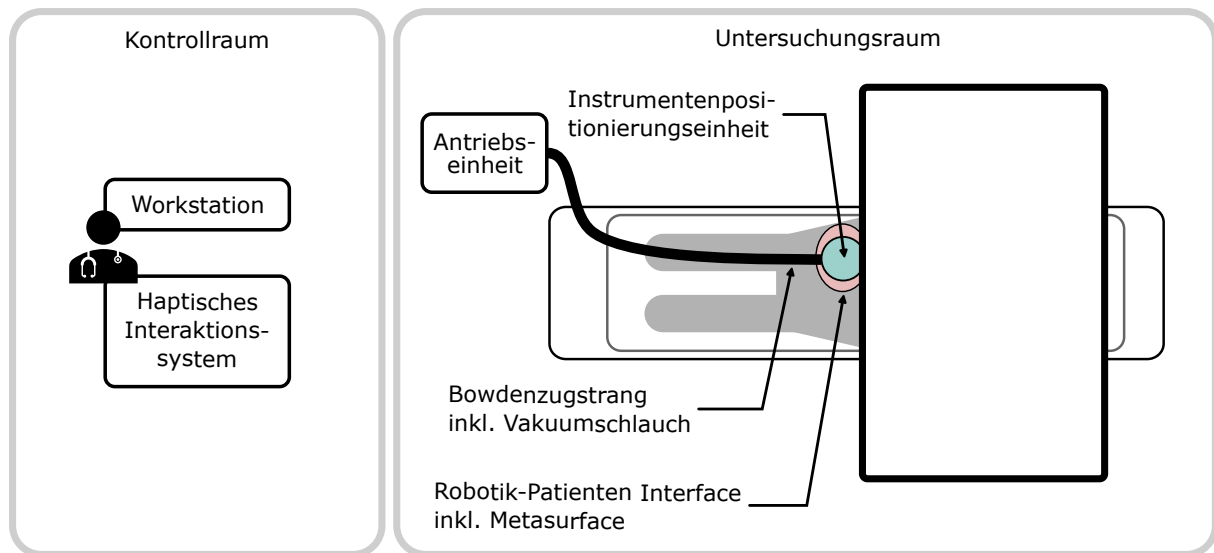 Kontrollraum
Workstation
Haptisches
Interaktions-
system
Untersuchungsraum
Instrumentenposi-
tionierungseinheit
Antriebs-
einheit
Bowdenzugstrang
inkl. Vakuumschlauch
Robotik-Patienten Interface
inkl. Metasurface